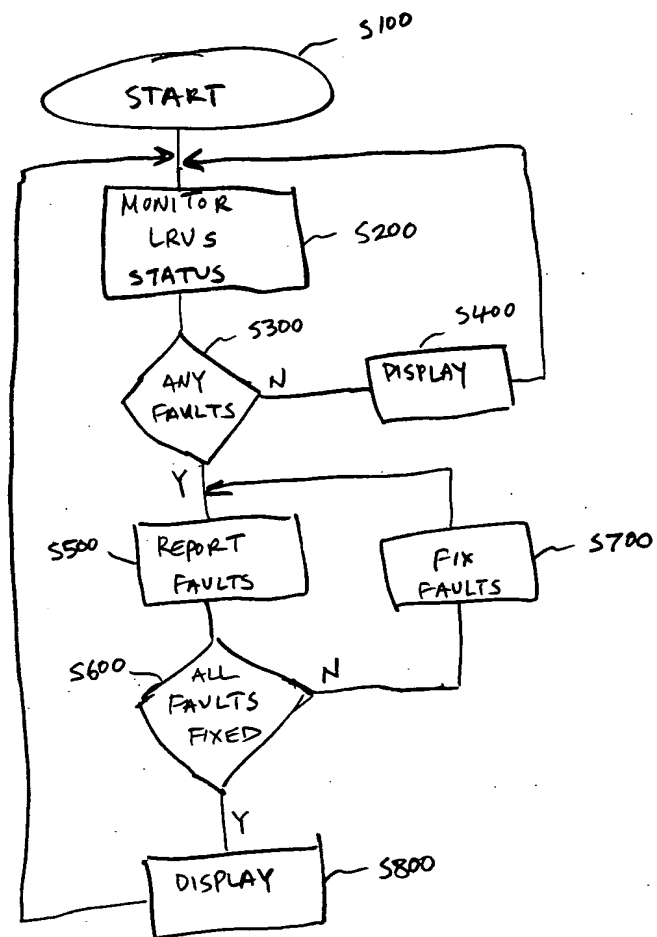 S100
START
MONITOR
LRUS
STATUS
S200
S300
ANY
FAULTS
N
S400
DISPLAY
Y
S500
REPORT
FAULTS
FIX
FAULTS
S700
S600
ALL
FAULTS
FIXED
N
Y
DISPLAY
S800